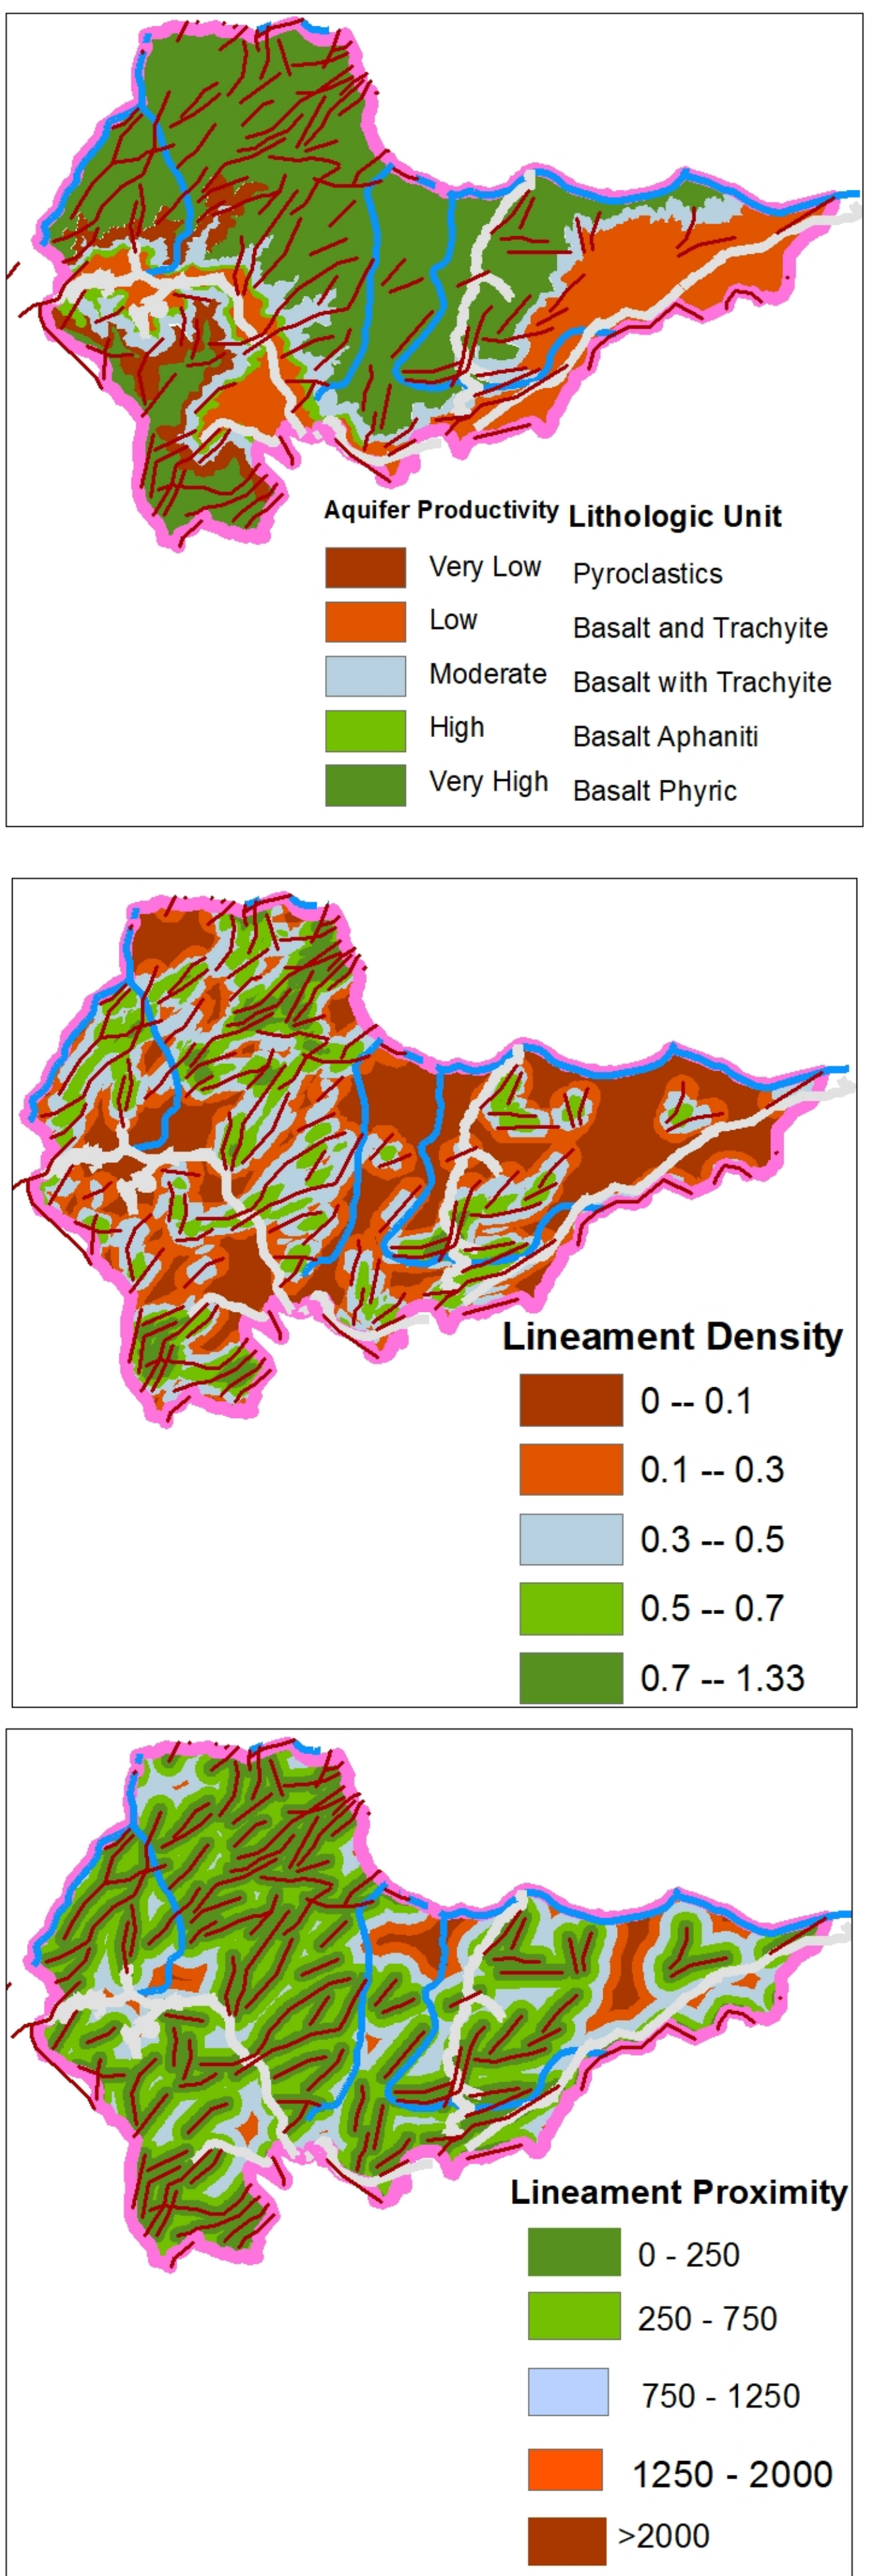 Aquifer Productivity Lithologic Unit
Very Low Pyroclastics
Low Basalt and Trachyite
Moderate Basalt with Trachyite
High Basalt Aphaniti
Very High Basalt Phyric
Lineament Density
0 -- 0.1
0.1 -- 0.3
0.3 -- 0.5
0.5 -- 0.7
0.7 -- 1.33
Lineament Proximity
0 - 250
250 - 750
750 - 1250
1250 - 2000
>2000